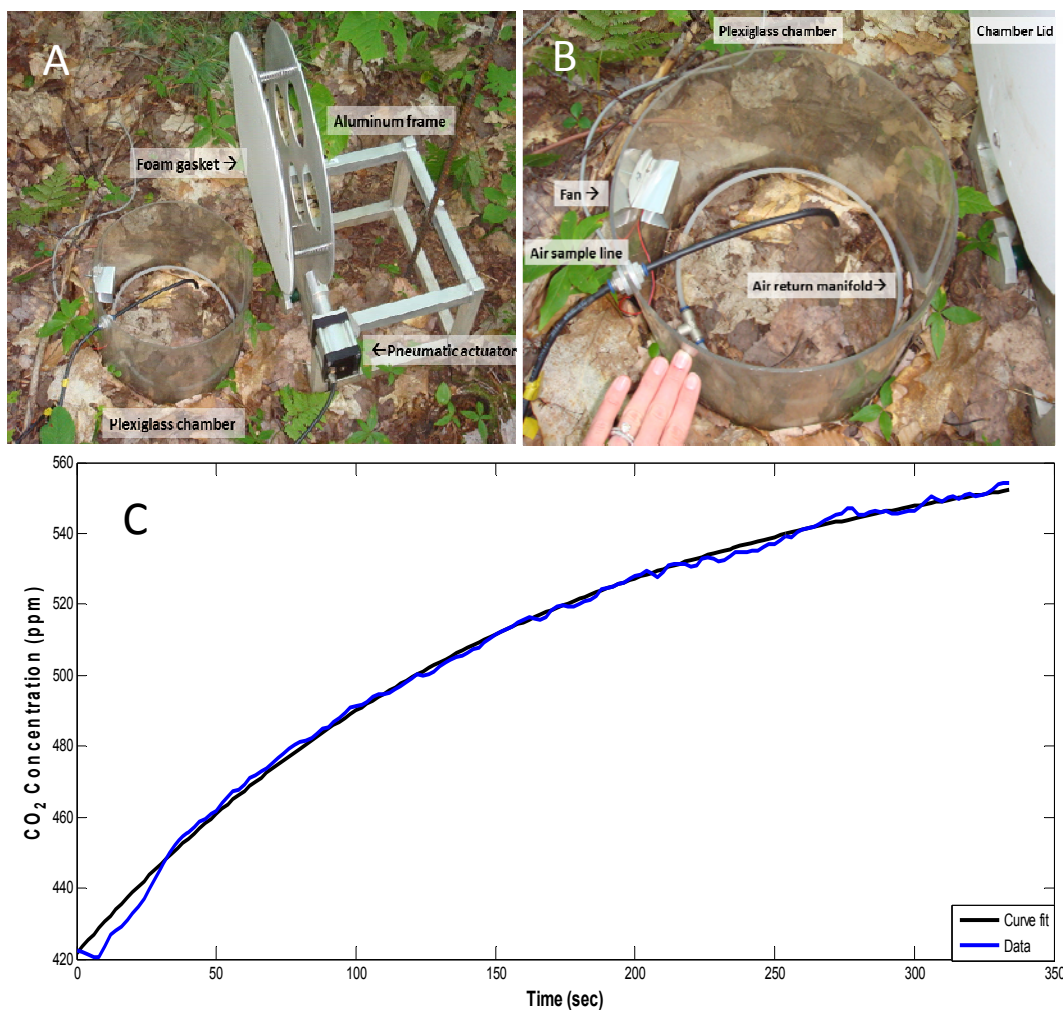 A
Aluminum frame
Foam gasket →
←Pneumatic actuator
Plexiglass chamber
B
Plexiglass chamber
Chamber Lid
Fan →
Air sample line
Air return manifold→
C
560
540
520
500
480
460
440
420
0 50 100 150 200 250 300 350
CO₂ Concentration (ppm)
Time (sec)
Curve fit
Data